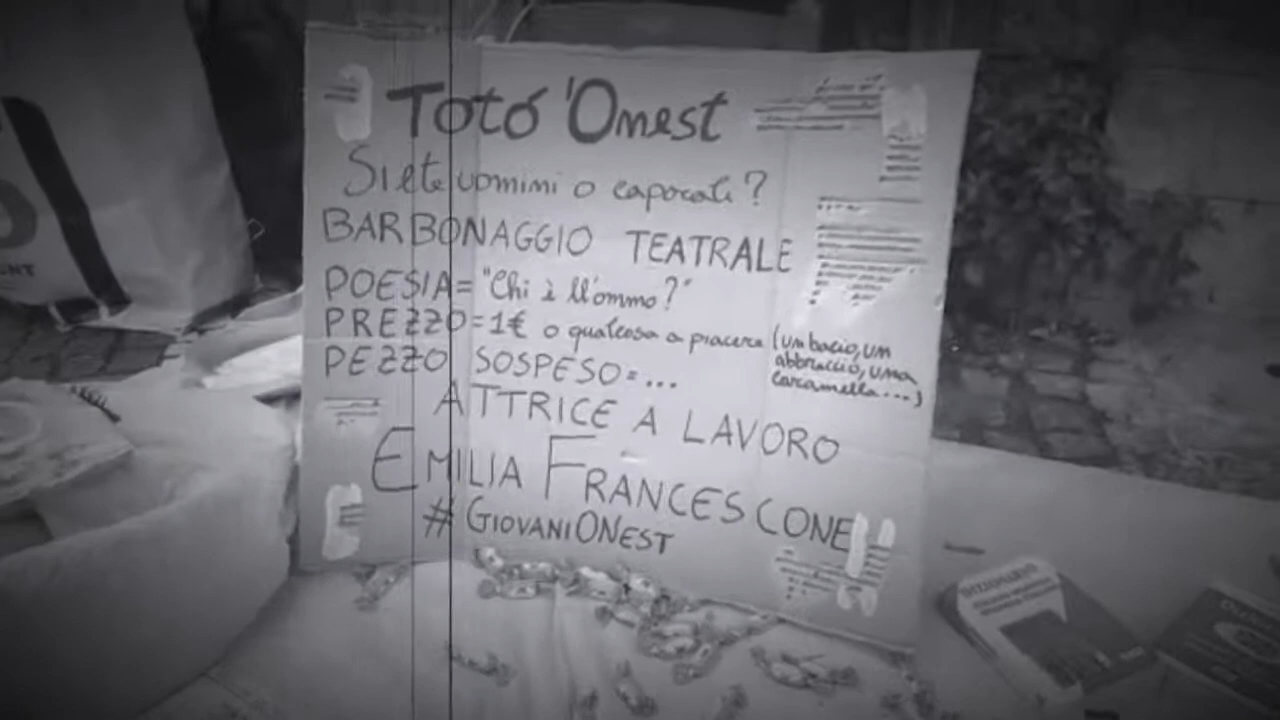 Totó 'Onest
Siete uomini o caporali?
BARBONAGGIO TEATRALE
POESIA = "Chi è ll'ommo?"
PREZZO = 1€ o qualcosa a piacere (un bacio, un
abbraccio, una
caramella...)
PEZZO SOSPESO = ...
ATTRICE A LAVORO
EMILIA FRANCESCONE
#GIOVANIONEST
DIZIONARIO